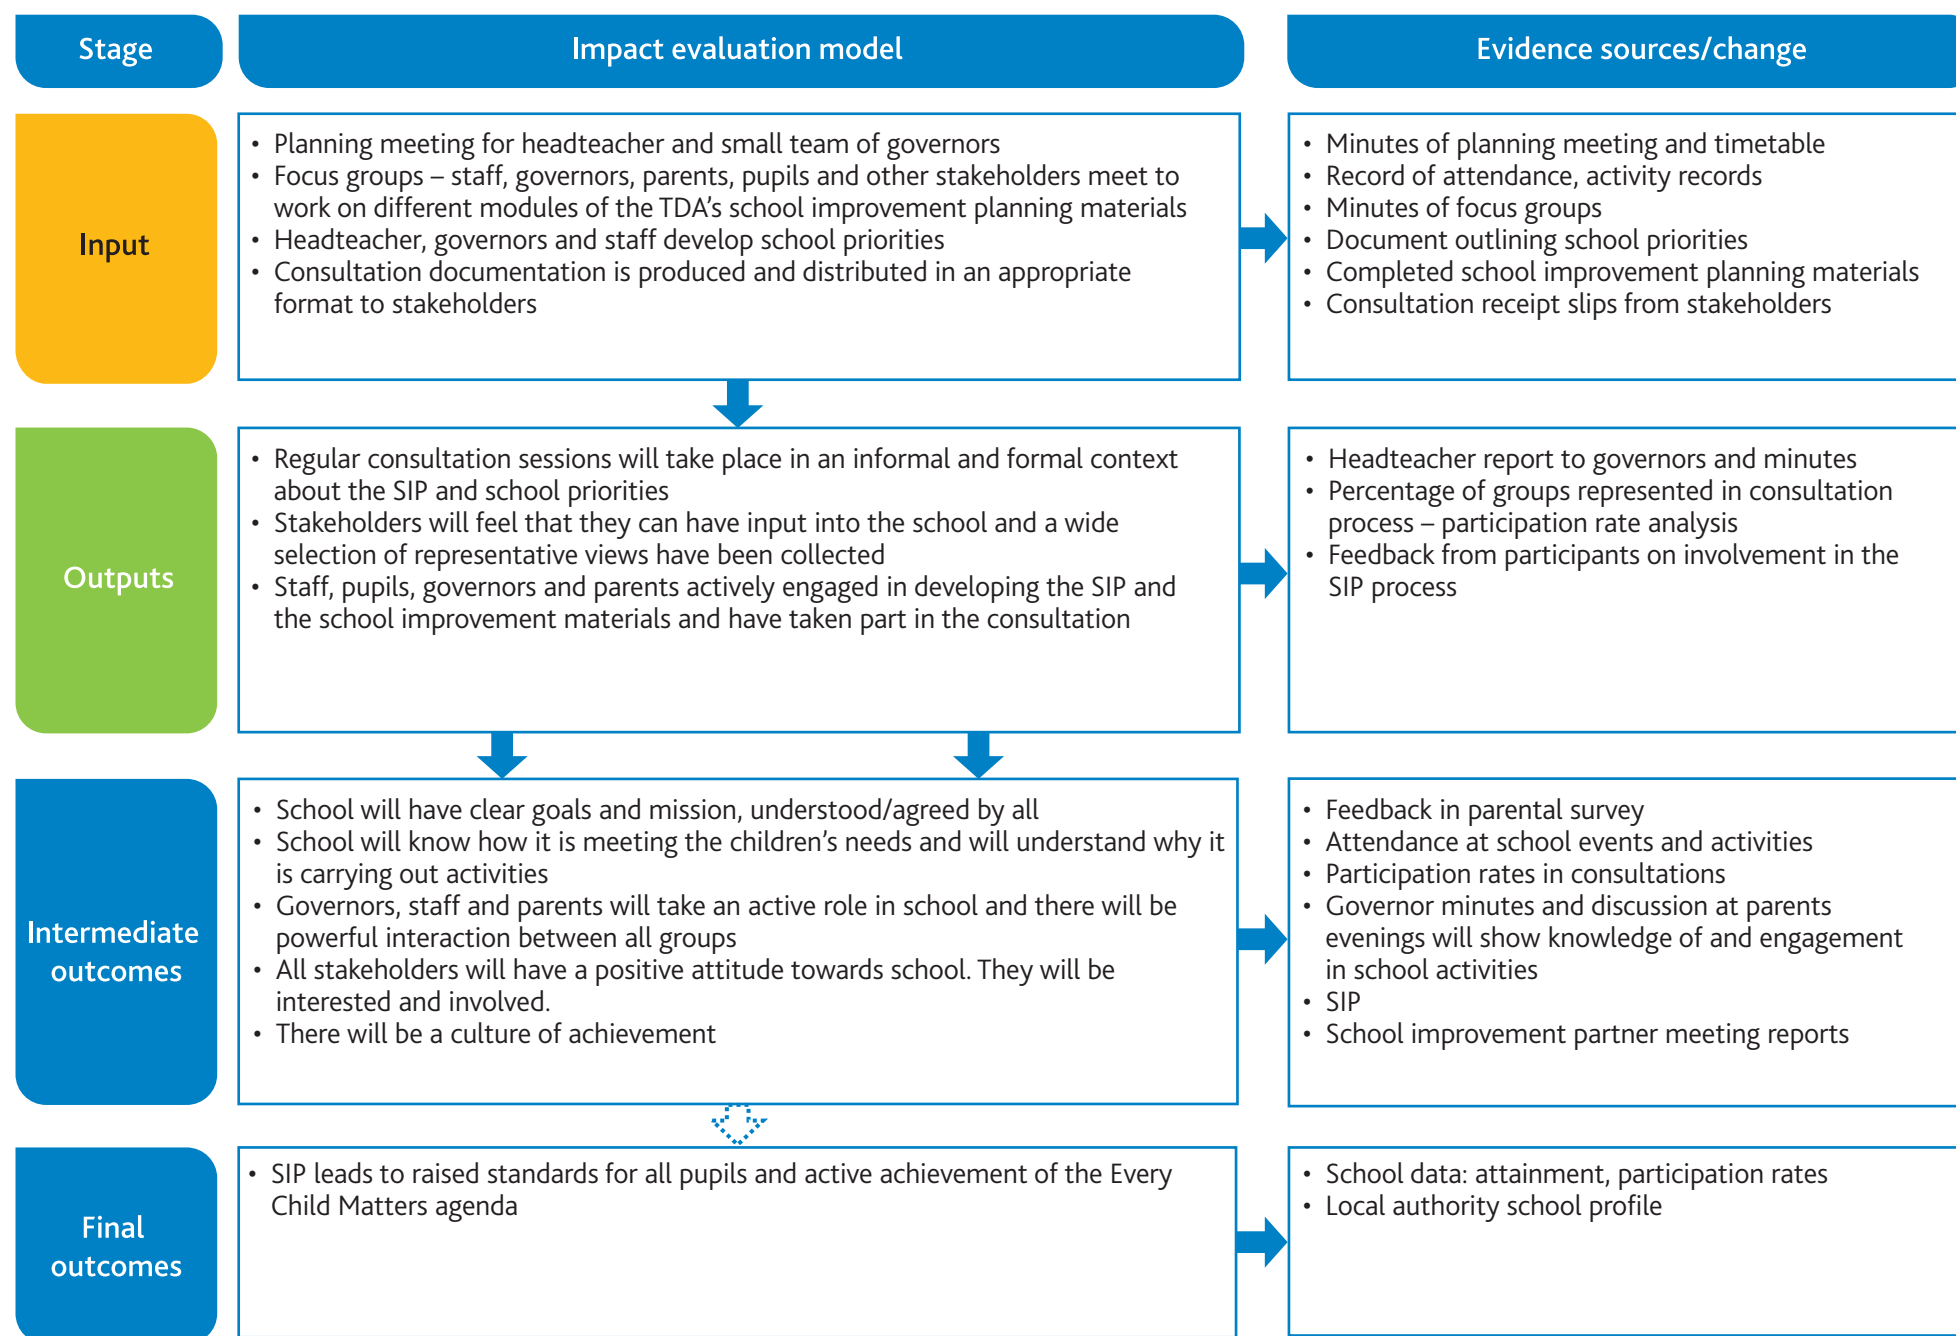 Stage
Impact evaluation model
Evidence sources/change
Input
• Planning meeting for headteacher and small team of governors
• Focus groups – staff, governors, parents, pupils and other stakeholders meet to
work on different modules of the TDA's school improvement planning materials
• Headteacher, governors and staff develop school priorities
• Consultation documentation is produced and distributed in an appropriate
format to stakeholders
• Minutes of planning meeting and timetable
• Record of attendance, activity records
• Minutes of focus groups
• Document outlining school priorities
• Completed school improvement planning materials
• Consultation receipt slips from stakeholders
Outputs
• Regular consultation sessions will take place in an informal and formal context
about the SIP and school priorities
• Stakeholders will feel that they can have input into the school and a wide
selection of representative views have been collected
• Staff, pupils, governors and parents actively engaged in developing the SIP and
the school improvement materials and have taken part in the consultation
• Headteacher report to governors and minutes
• Percentage of groups represented in consultation
process – participation rate analysis
• Feedback from participants on involvement in the
SIP process
Intermediate
outcomes
• School will have clear goals and mission, understood/agreed by all
• School will know how it is meeting the children's needs and will understand why it
is carrying out activities
• Governors, staff and parents will take an active role in school and there will be
powerful interaction between all groups
• All stakeholders will have a positive attitude towards school. They will be
interested and involved.
• There will be a culture of achievement
• Feedback in parental survey
• Attendance at school events and activities
• Participation rates in consultations
• Governor minutes and discussion at parents
evenings will show knowledge of and engagement
in school activities
• SIP
• School improvement partner meeting reports
Final
outcomes
• SIP leads to raised standards for all pupils and active achievement of the Every
Child Matters agenda
• School data: attainment, participation rates
• Local authority school profile